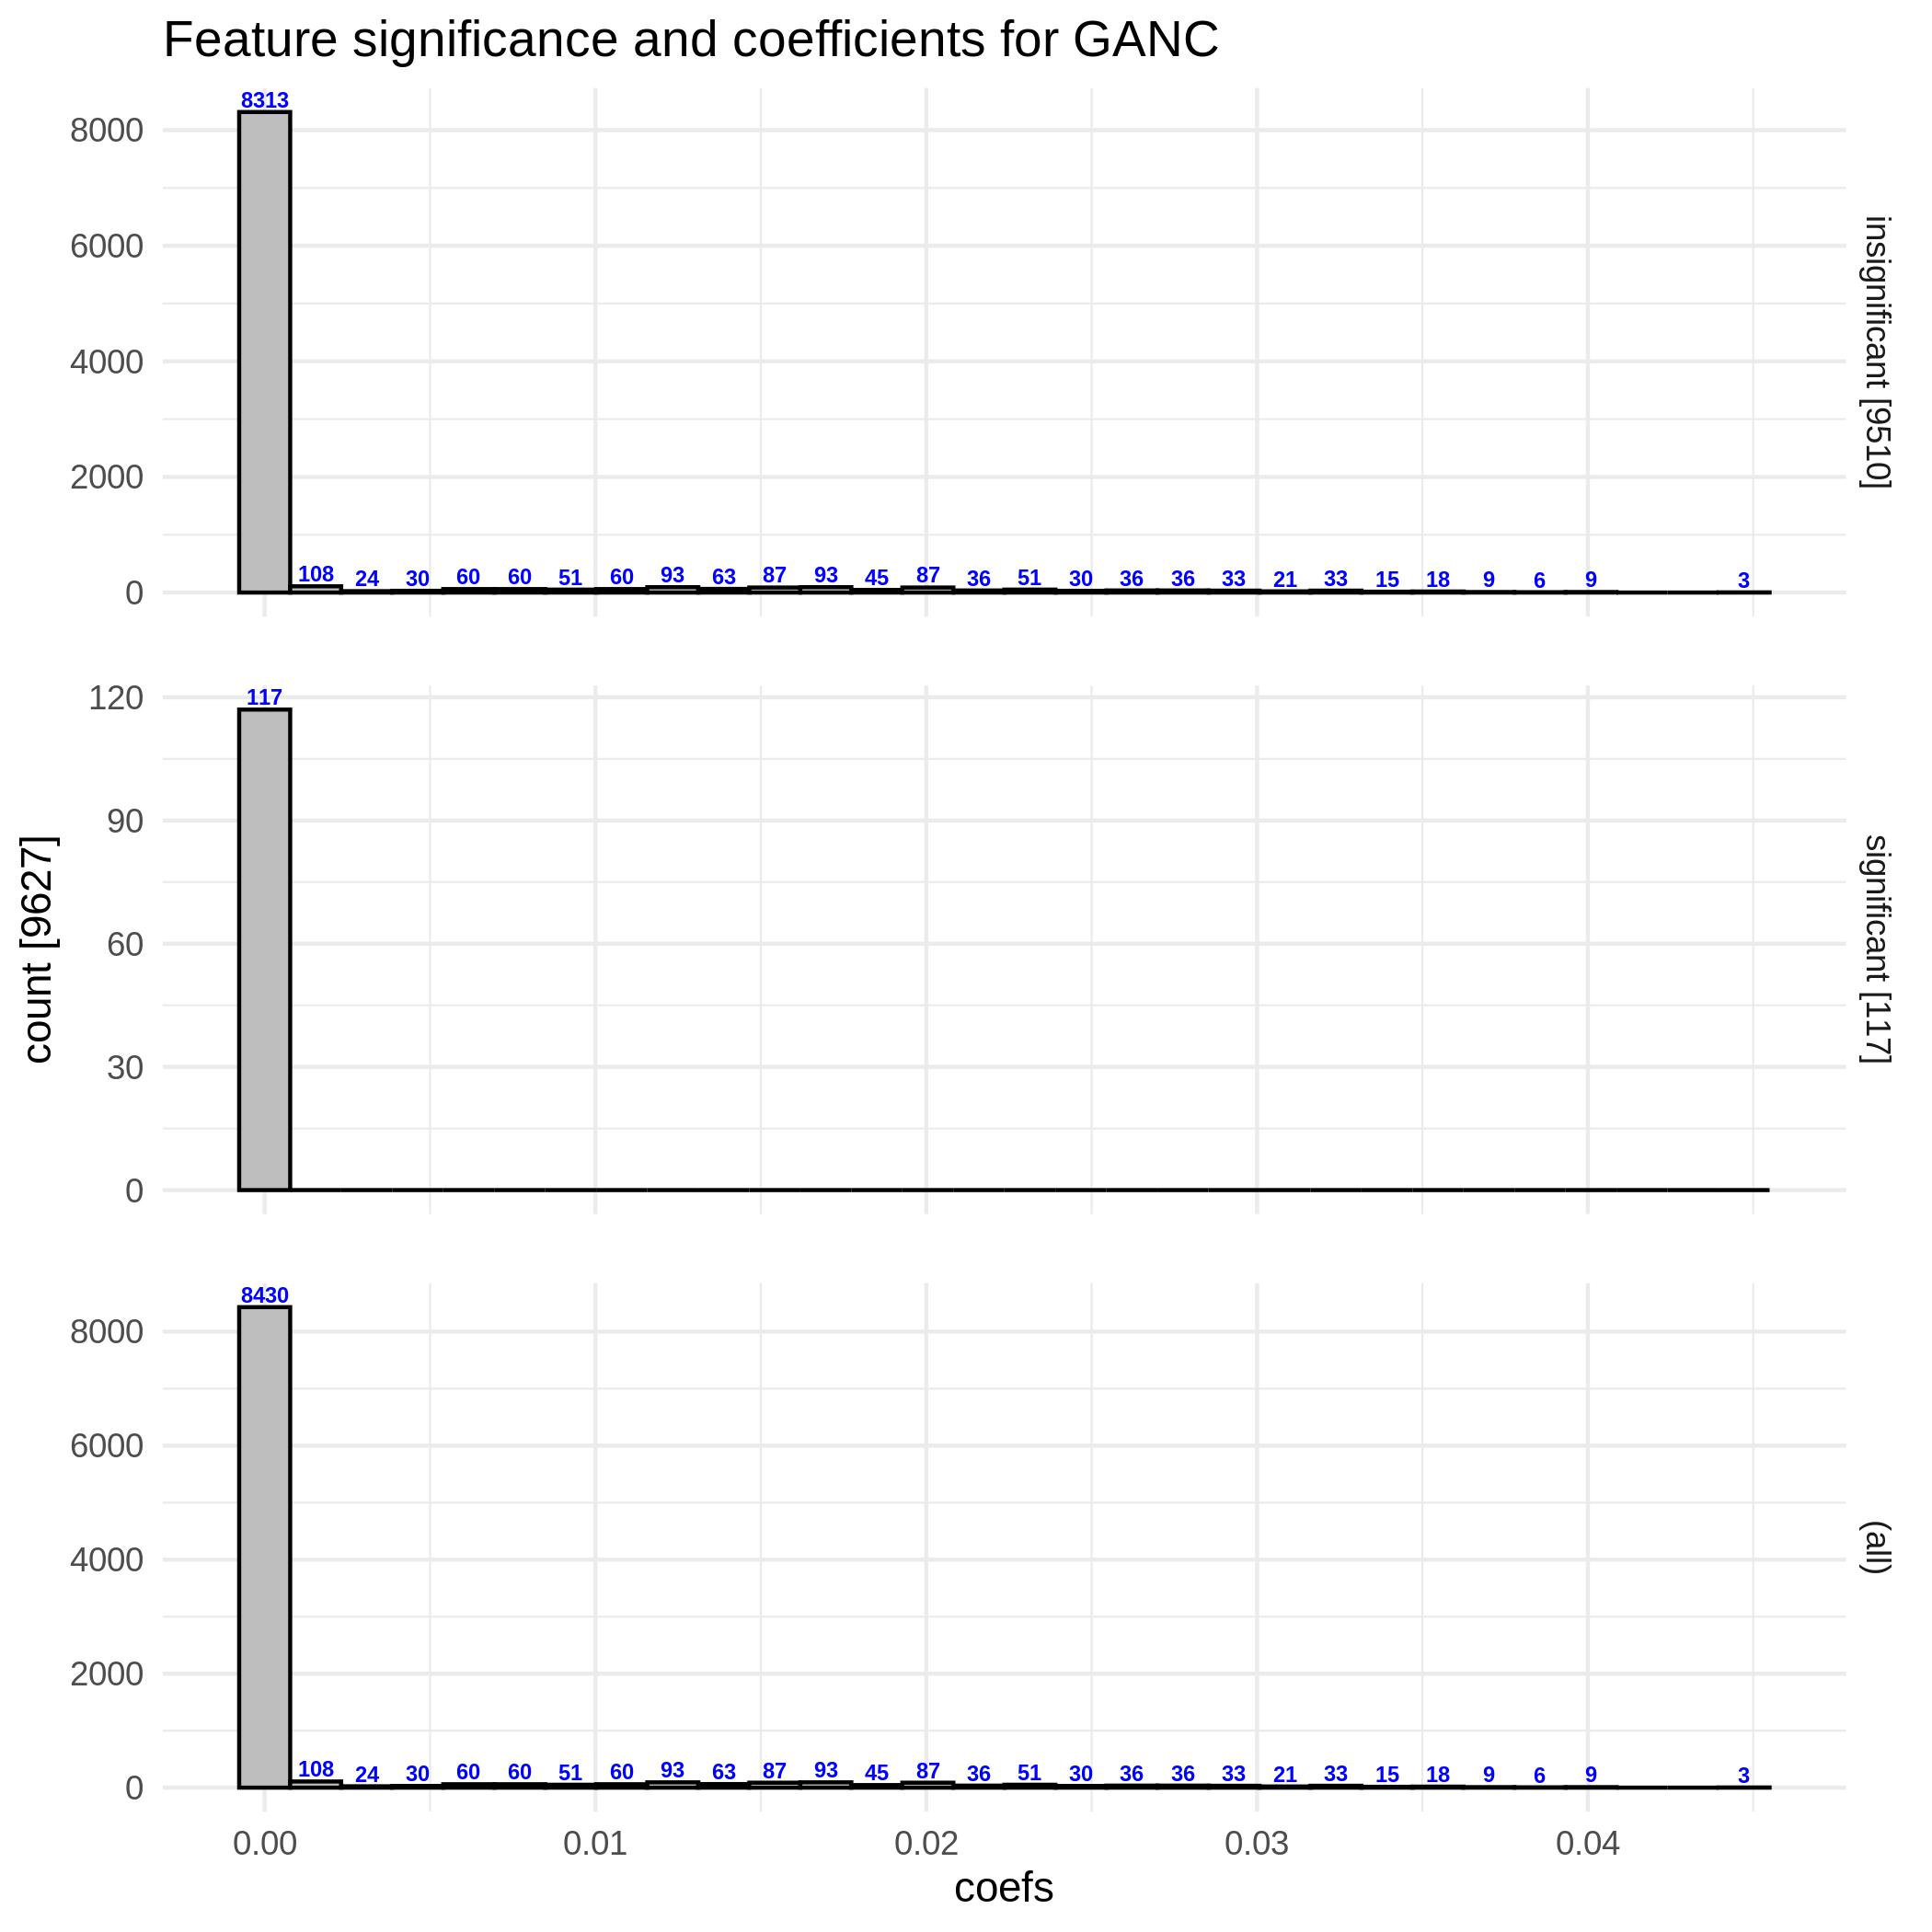 Feature significance and coefficients for GANC
8313
8000
6000
4000
2000
0
108 24 30 60 60 51 60 93 63 87 93 45 87 36 51 30 36 36 33 21 33 15 18 9 6 9 3
insignificant [9510]
117
120
90
60
30
0
significant [117]
count [9627]
8430
8000
6000
4000
2000
0
108 24 30 60 60 51 60 93 63 87 93 45 87 36 51 30 36 36 33 21 33 15 18 9 6 9 3
(all)
0.00 0.01 0.02 0.03 0.04
coefs